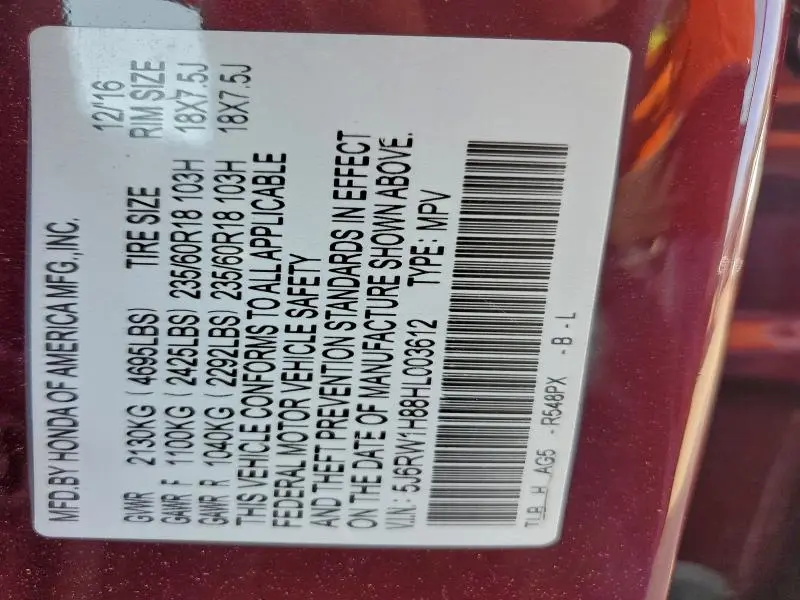 MFD.BY HONDA OF AMERICA MFG.,INC. 12/16
GVWR 2130KG (4695LBS) TIRE SIZE RIM SIZE
GAWR F 1100KG (2425LBS) 235/60R18 103H 18X7.5J
GAWR R 1040KG (2292LBS) 235/60R18 103H 18X7.5J
THIS VEHICLE CONFORMS TO ALL APPLICABLE
FEDERAL MOTOR VEHICLE SAFETY
AND THEFT PREVENTION STANDARDS IN EFFECT
ON THE DATE OF MANUFACTURE SHOWN ABOVE.
V.I.N.: 5J6RW1H88HL003612 TYPE: MPV
TLB H AG5 -R548PX -B-L